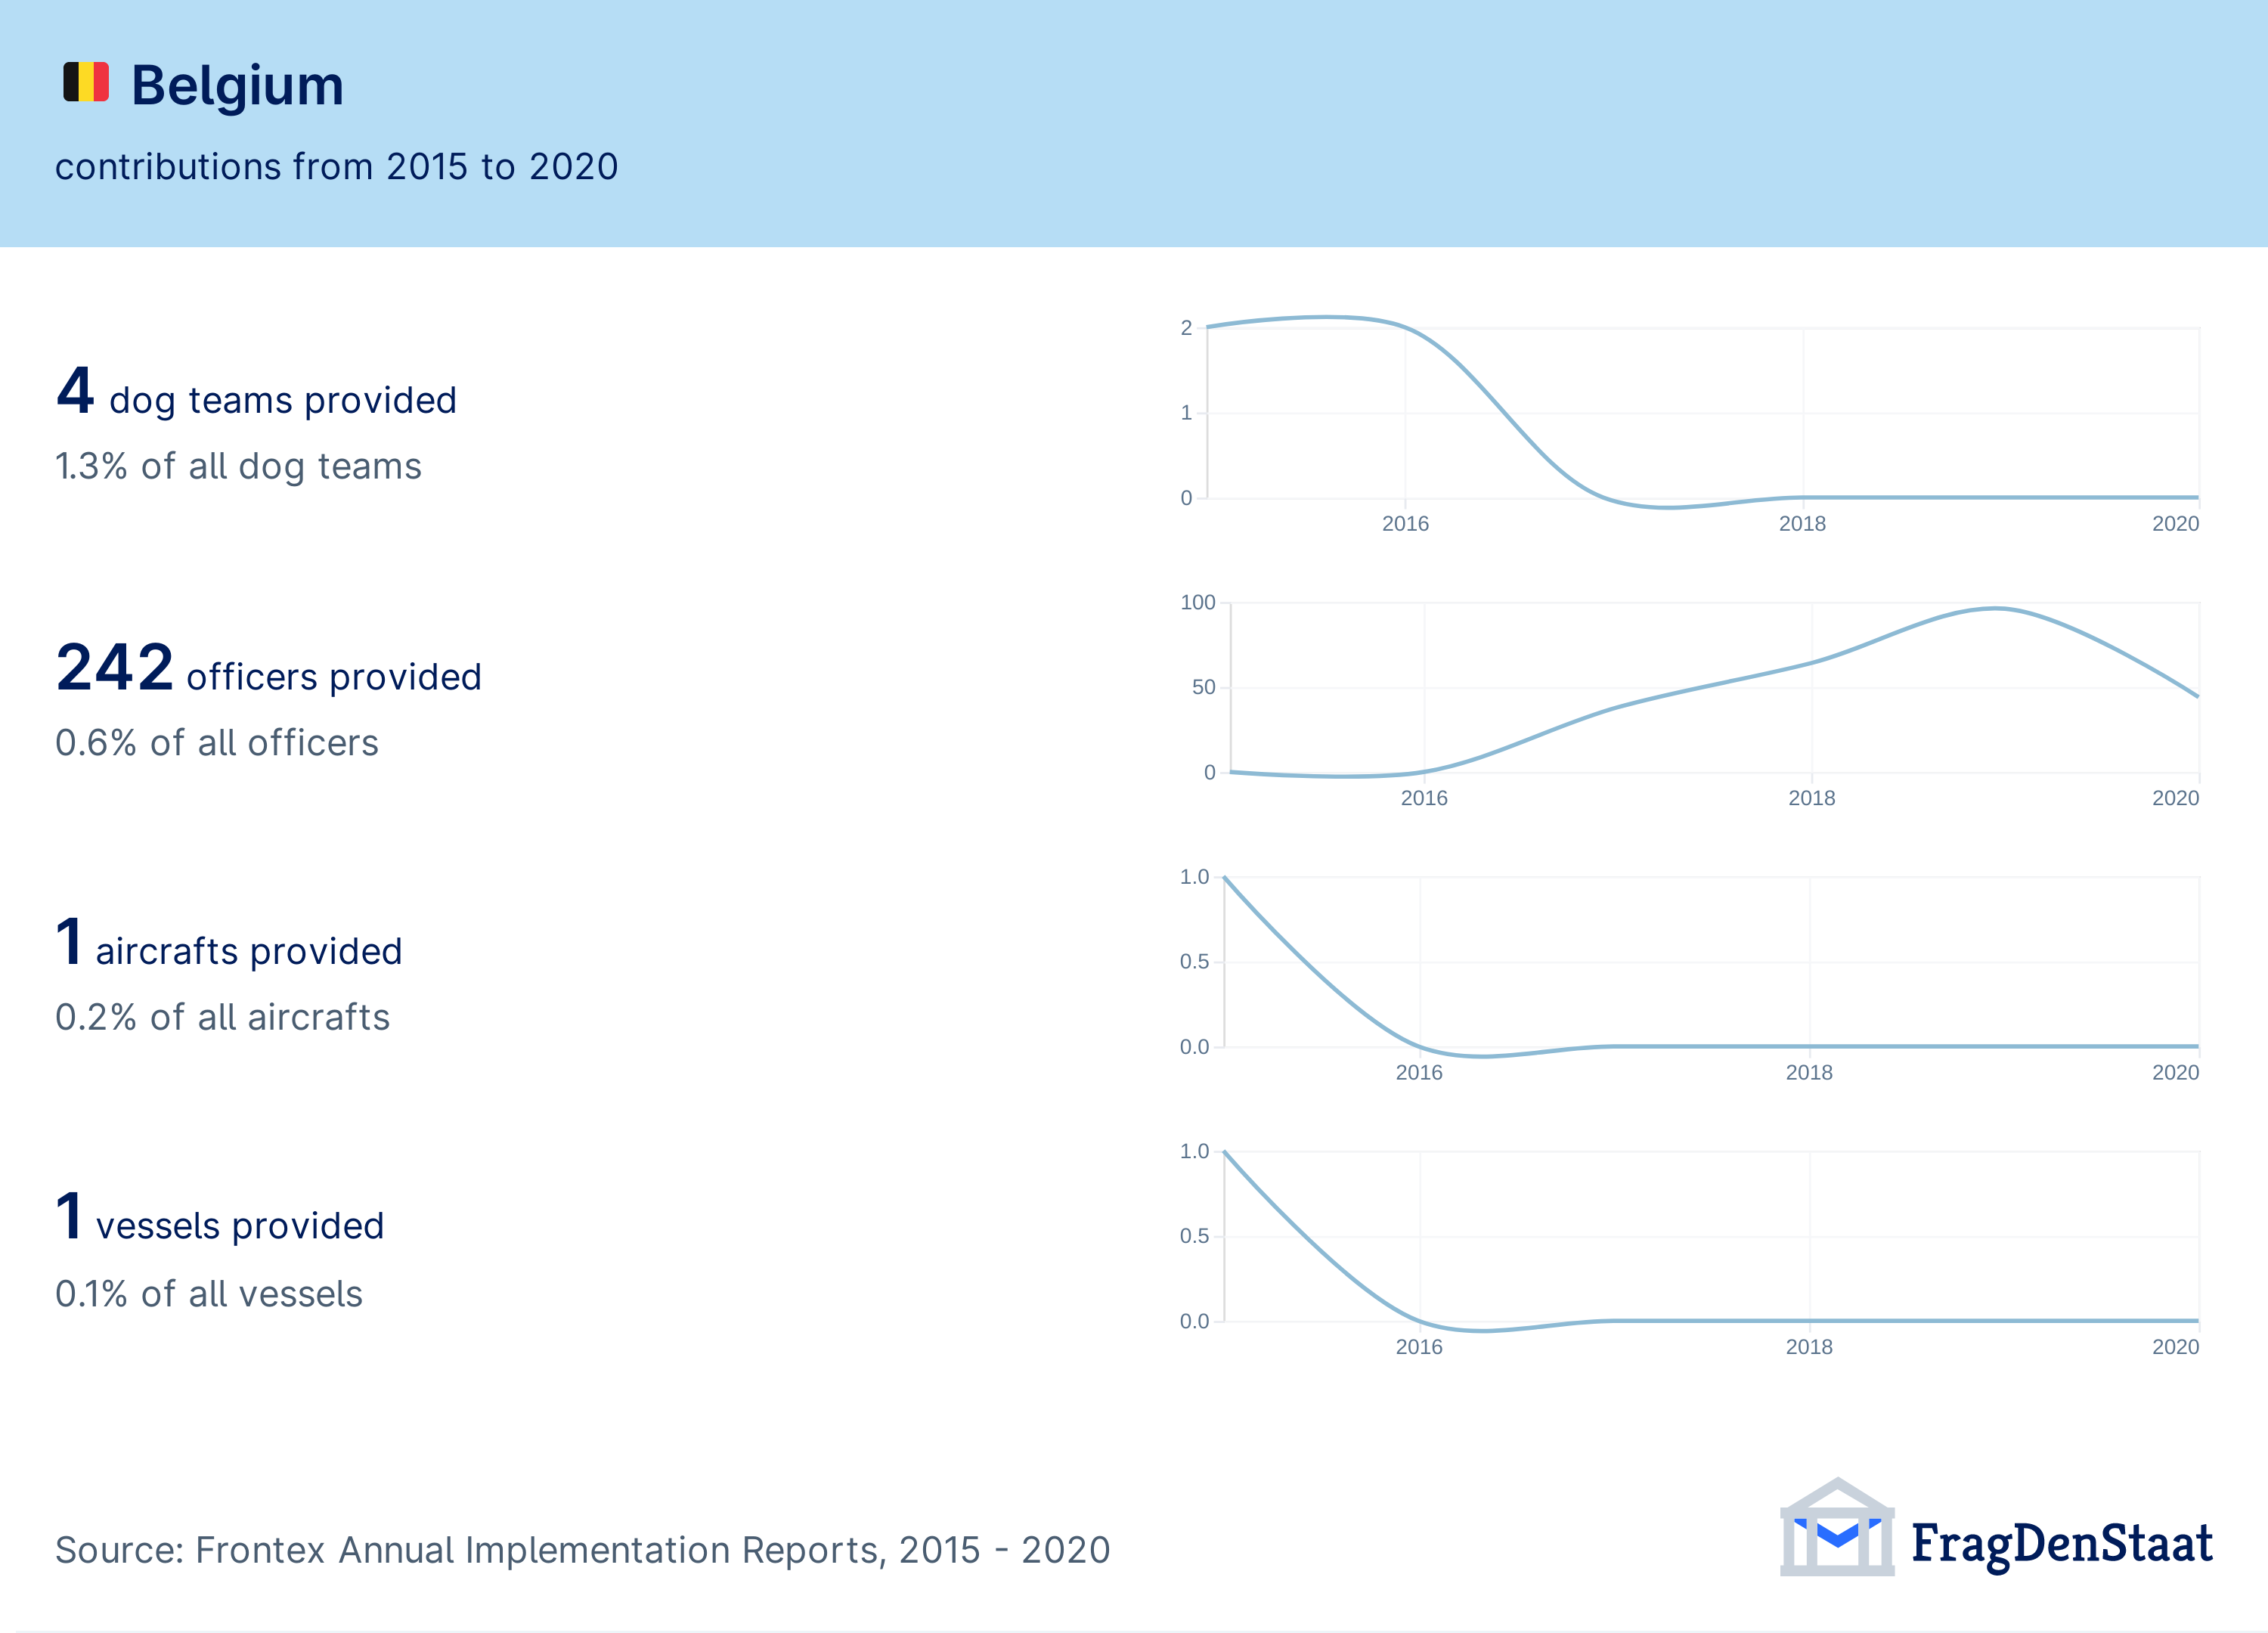 Belgium
contributions from 2015 to 2020
4 dog teams provided
1.3% of all dog teams
2
1
0
2016
2018
2020
242 officers provided
0.6% of all officers
100
50
0
2016
2018
2020
1 aircrafts provided
0.2% of all aircrafts
1.0
0.5
0.0
2016
2018
2020
1 vessels provided
0.1% of all vessels
1.0
0.5
0.0
2016
2018
2020
Source: Frontex Annual Implementation Reports, 2015 - 2020
FragDenStaat